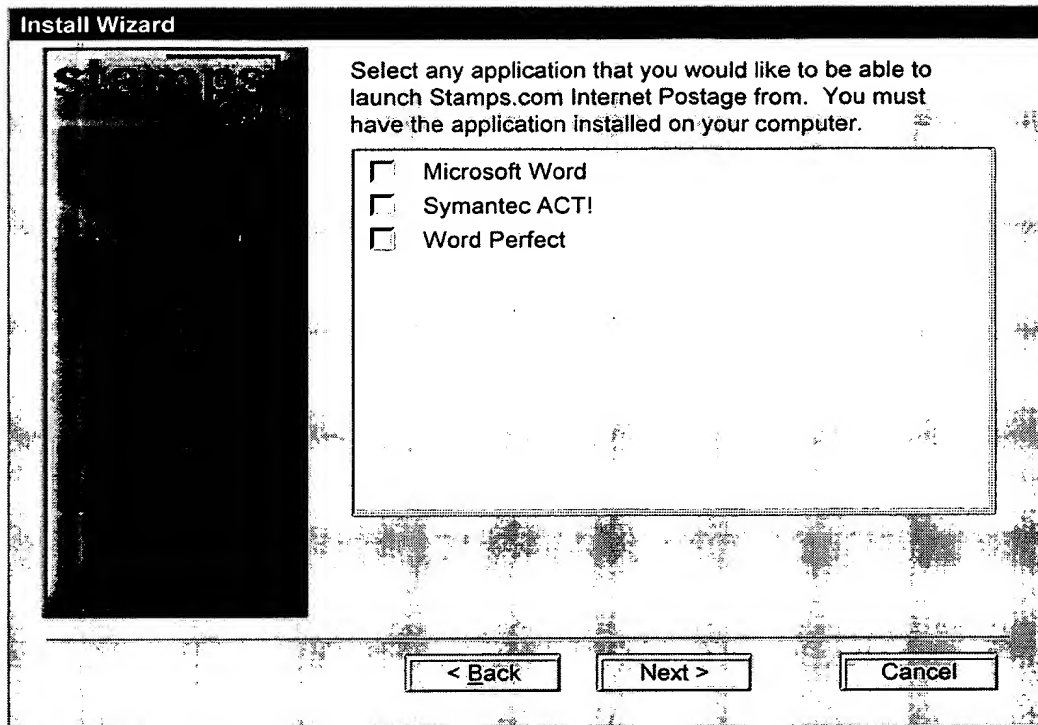 Install Wizard
stamps
Select any application that you would like to be able to
launch Stamps.com Internet Postage from. You must
have the application installed on your computer.
Microsoft Word
Symantec ACT!
Word Perfect
< Back
Next >
Cancel